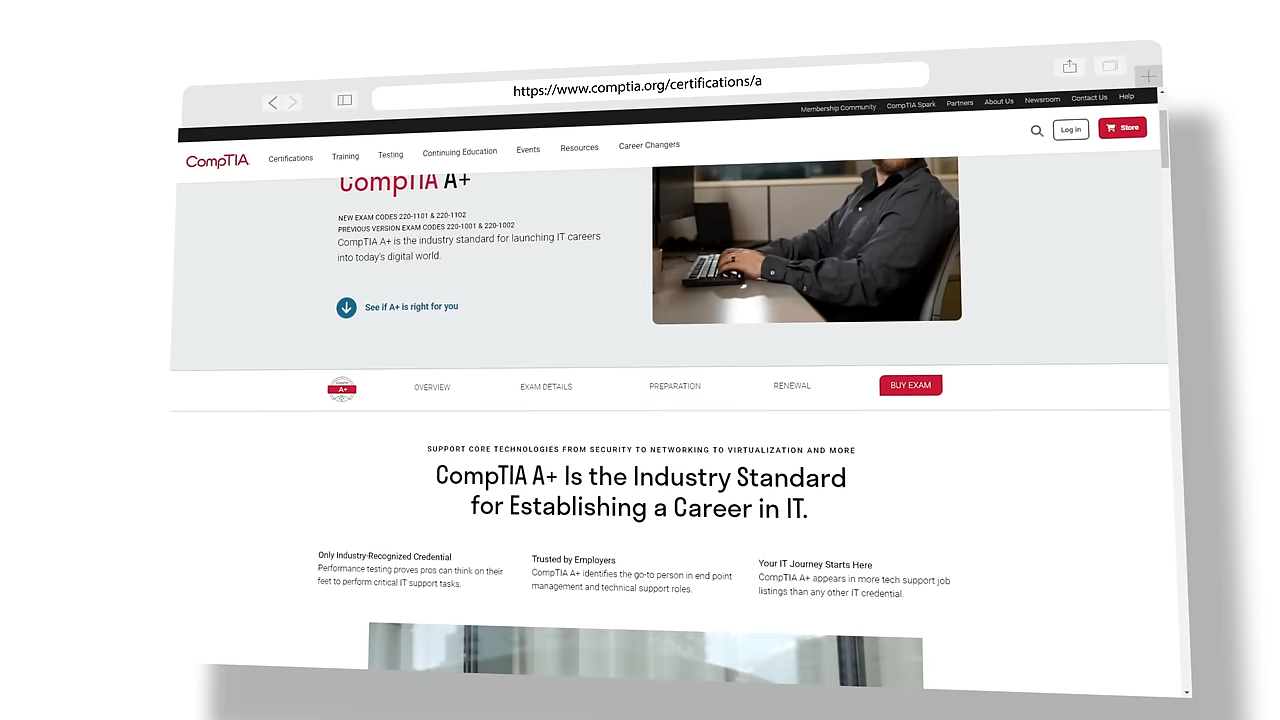 https://www.comptia.org/certifications/a
Membership Community CompTIA Spark Partners About Us Newsroom Contact Us Help
CompTIA Certifications Training Testing Continuing Education Events Resources Career Changers Log in Store
CompTIA A+
NEW EXAM CODES 220-1101 & 220-1102
PREVIOUS VERSION EXAM CODES 220-1001 & 220-1002
CompTIA A+ is the industry standard for launching IT careers
into today's digital world.
See if A+ is right for you
A+ OVERVIEW EXAM DETAILS PREPARATION RENEWAL BUY EXAM
SUPPORT CORE TECHNOLOGIES FROM SECURITY TO NETWORKING TO VIRTUALIZATION AND MORE
CompTIA A+ Is the Industry Standard
for Establishing a Career in IT.
Only Industry-Recognized Credential
Performance testing proves pros can think on their
feet to perform critical IT support tasks.
Trusted by Employers
CompTIA A+ identifies the go-to person in end point
management and technical support roles.
Your IT Journey Starts Here
CompTIA A+ appears in more tech support job
listings than any other IT credential.